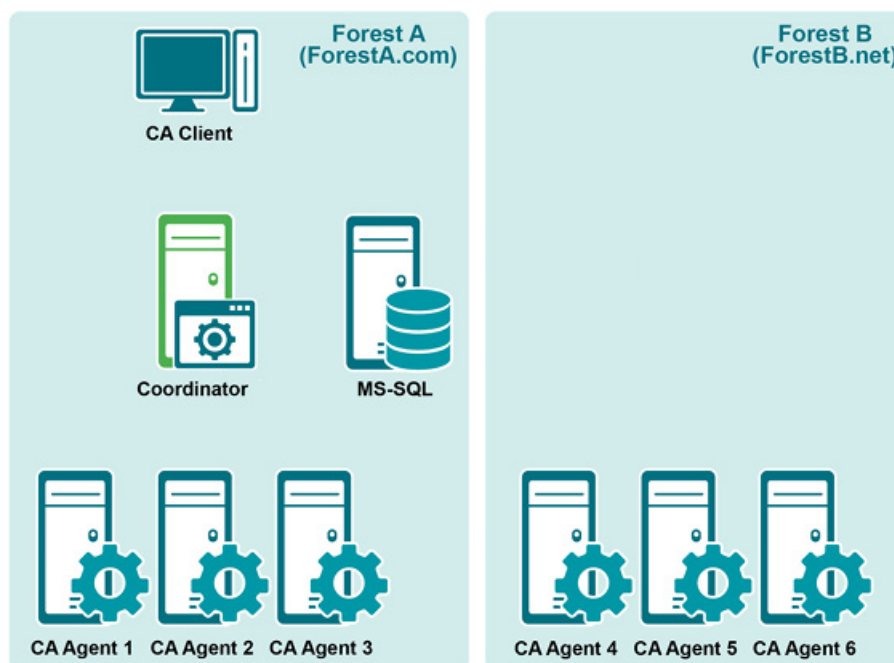 Forest A
(ForestA.com)
Forest B
(ForestB.net)
CA Client
Coordinator
MS-SQL
CA Agent 1
CA Agent 2
CA Agent 3
CA Agent 4
CA Agent 5
CA Agent 6